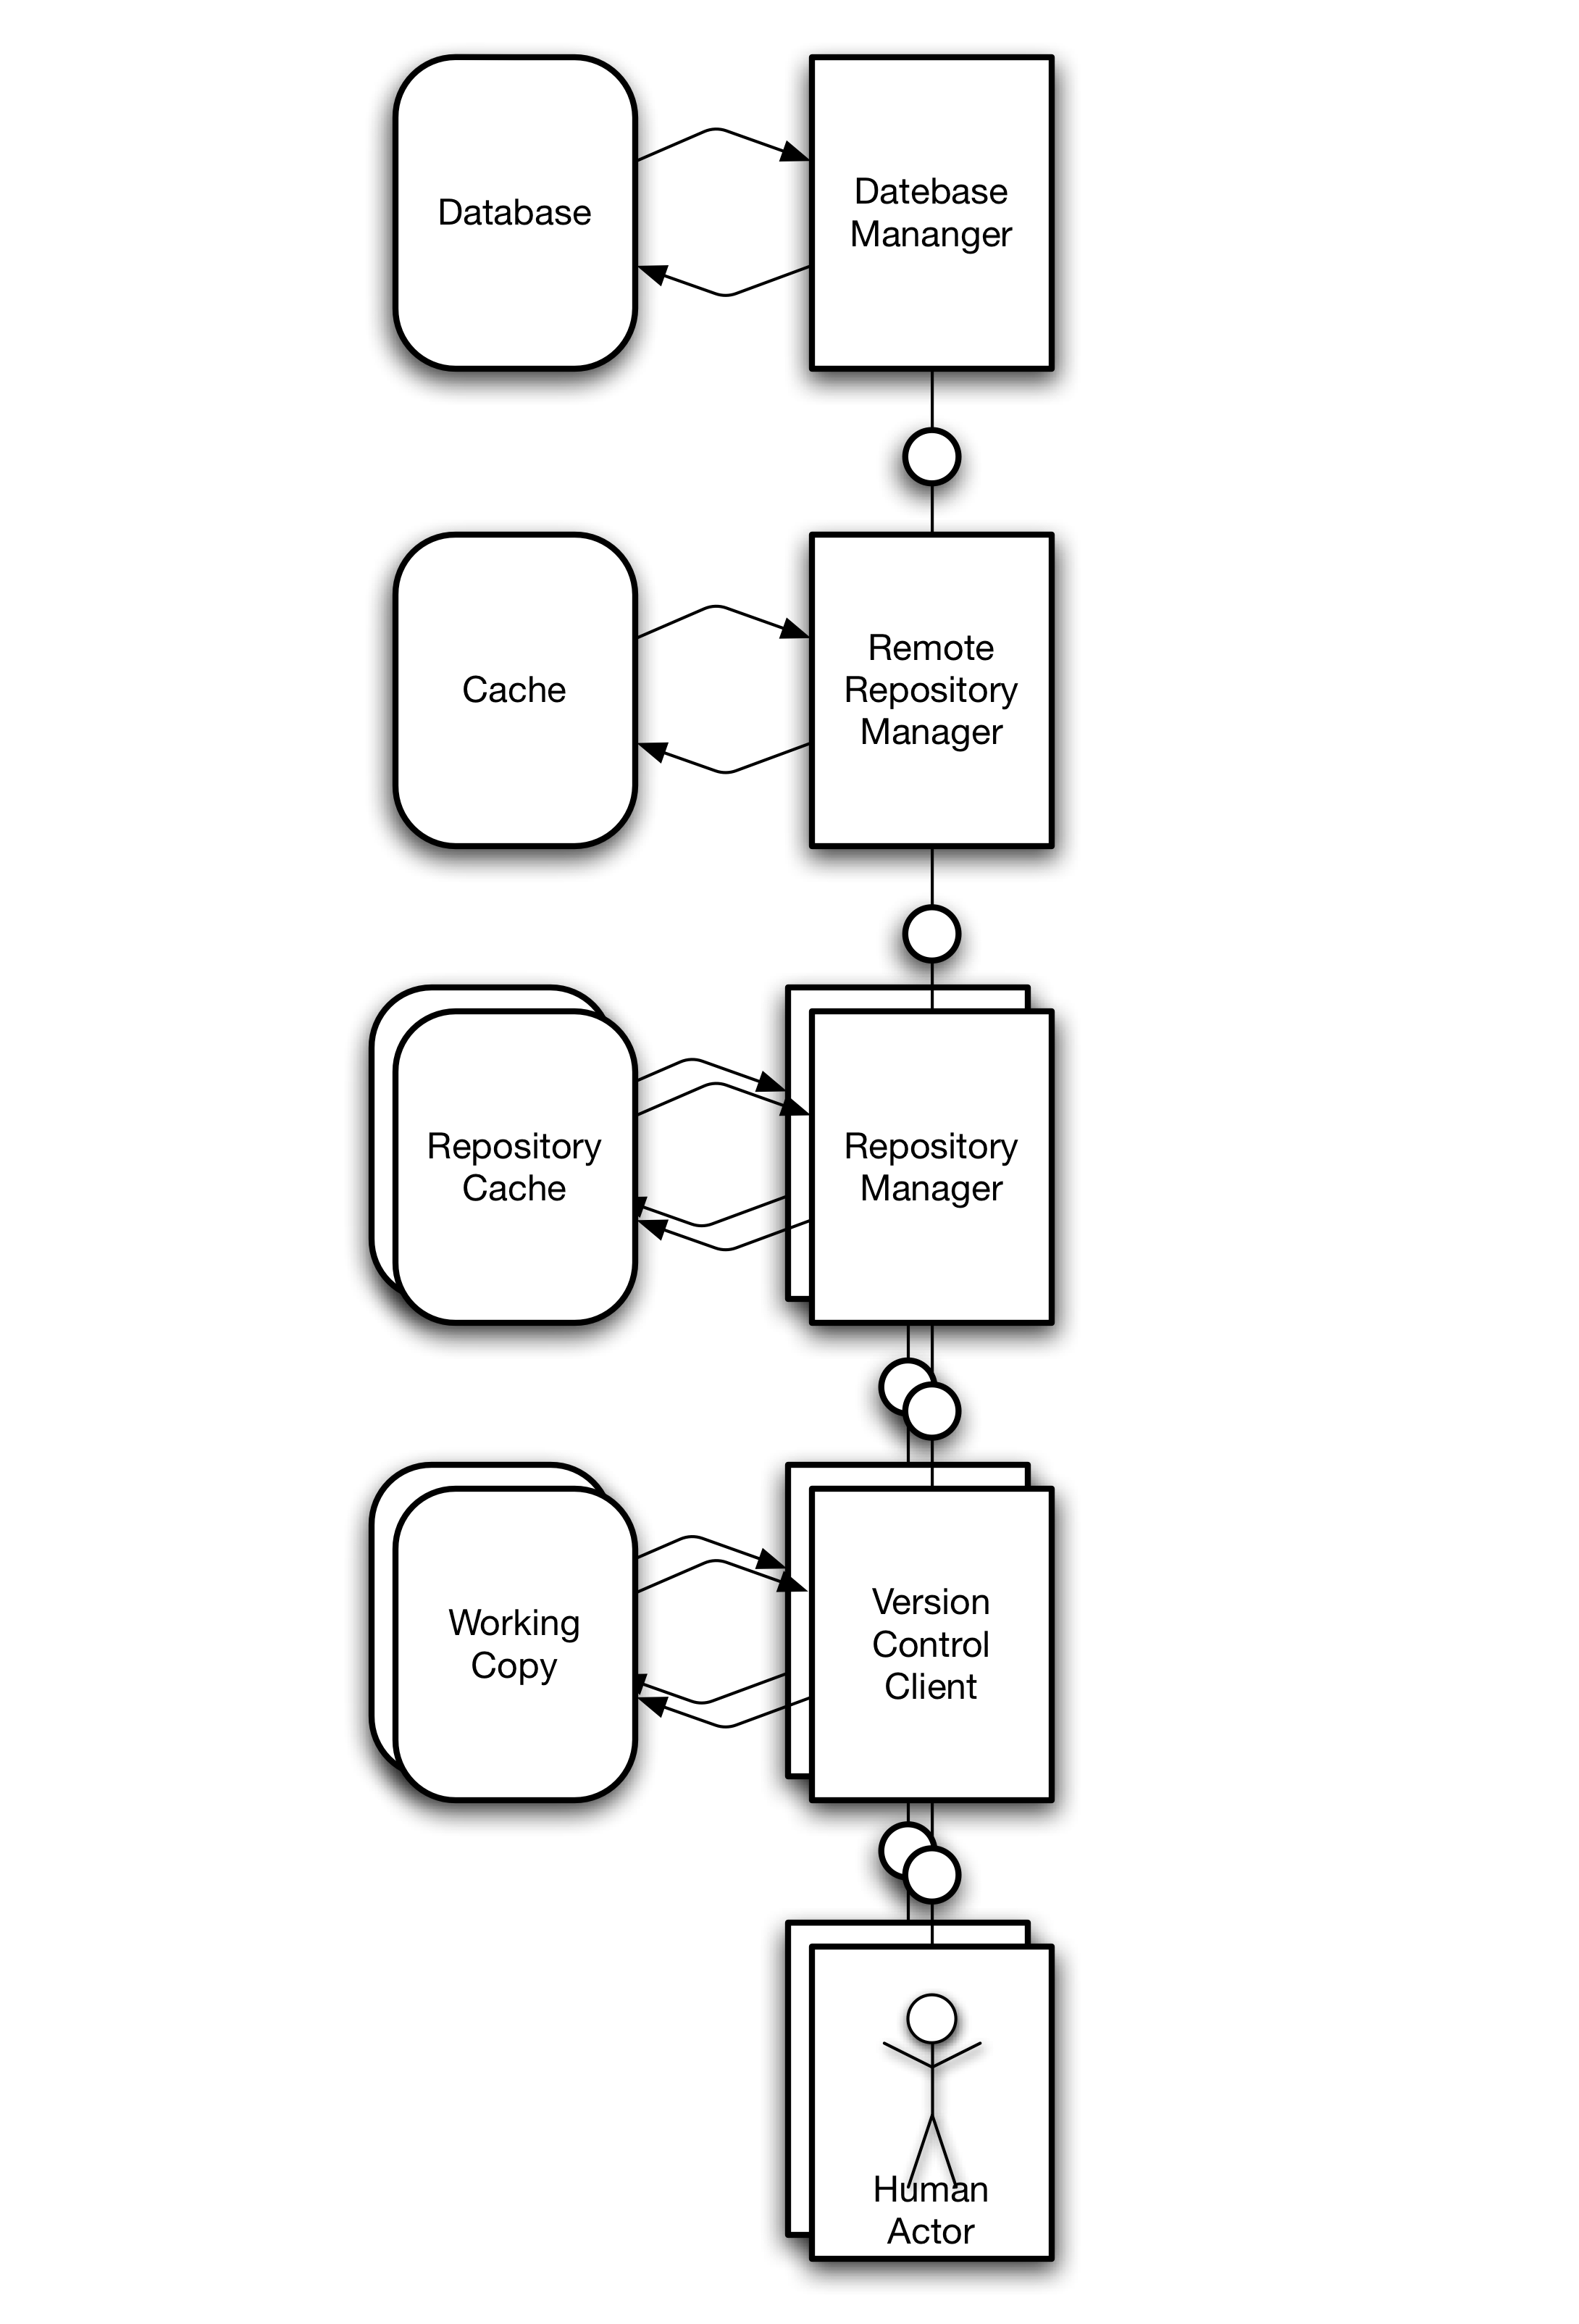 Database
Datebase
Mananger
Cache
Remote
Repository
Manager
Repository
Cache
Repository
Manager
Working
Copy
Version
Control
Client
Human
Actor